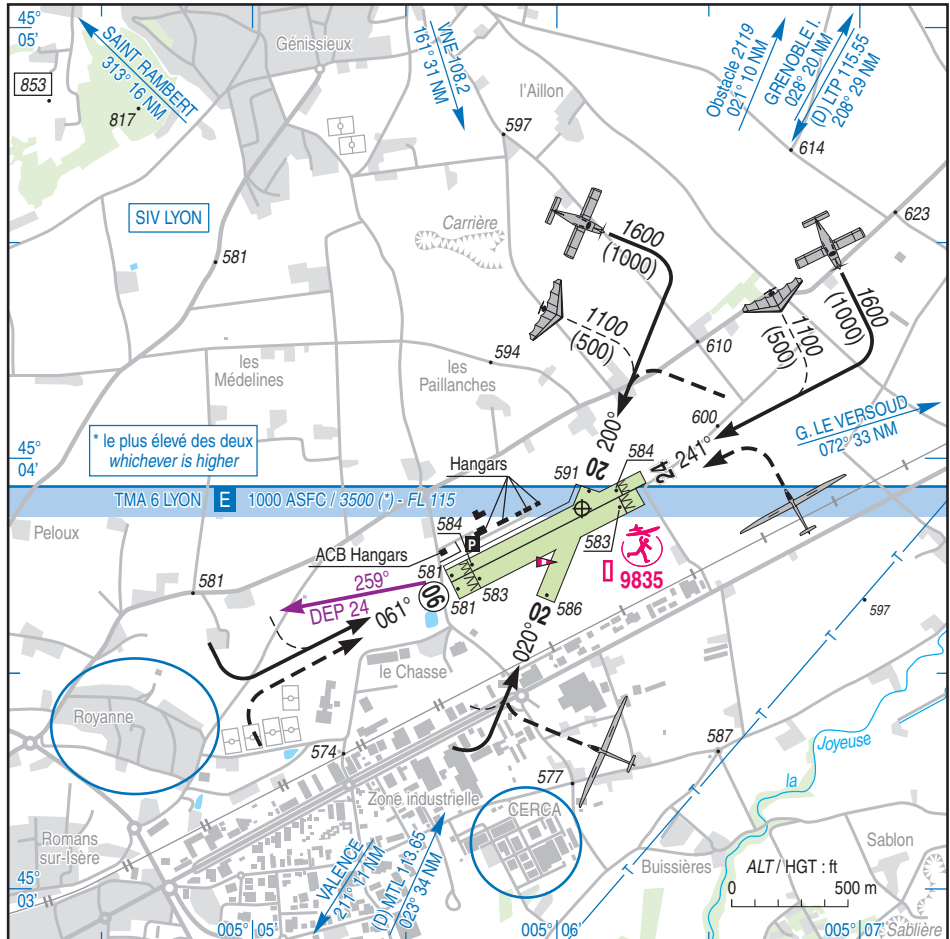 45°
05'
SAINT RAMBERT
313° 16 NM
853
817
Génissieux
VNE 108.2
161° 31 NM
l'Aillon
597
Obstacle 2119
021° 10 NM
GRENOBLE I.
028° 20 NM
(D) LTP 115.55
208° 29 NM
614
623
SIV LYON
581
Carrière
1600
(1000)
1100
(500)
1600
(1000)
1100
(500)
594
610
les
Médelines
les
Paillanches
600
G. LE VERSOUD
072° 33 NM
* le plus élevé des deux
whichever is higher
45°
04'
200°
20
241°
24
Hangars
591
584
TMA 6 LYON E 1000 ASFC / 3500 (*) - FL 115
Peloux
584
P
583
ACB Hangars
581
581
583
9835
259°
DEP 24
06
061°
581
586
02
020°
597
le Chasse
Royanne
574
587
577
la
Joyeuse
Zone industrielle
CERCA
Romans
sur-Isère
VALENCE
211° 11 NM
(D) MTL 113.65
023° 34 NM
Buissières
Sablon
T
T
T
ALT / HGT : ft
0
500 m
45°
03'
005°
05'
005°
06'
005°
07'
Sablière